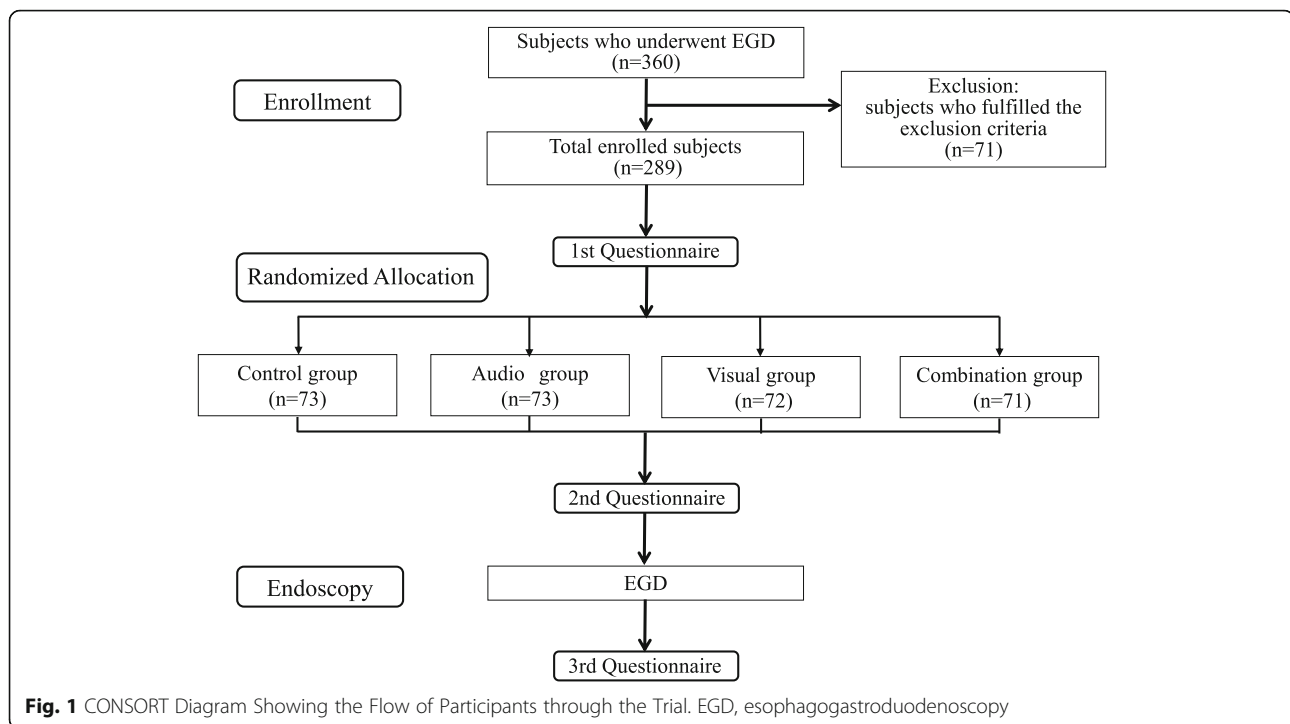 Subjects who underwent EGD
(n=360)
Enrollment
Exclusion:
subjects who fulfilled the
exclusion criteria
(n=71)
Total enrolled subjects
(n=289)
1st Questionnaire
Randomized Allocation
Control group
(n=73)
Audio group
(n=73)
Visual group
(n=72)
Combination group
(n=71)
2nd Questionnaire
Endoscopy
EGD
3rd Questionnaire
Fig. 1 CONSORT Diagram Showing the Flow of Participants through the Trial. EGD, esophagogastroduodenoscopy